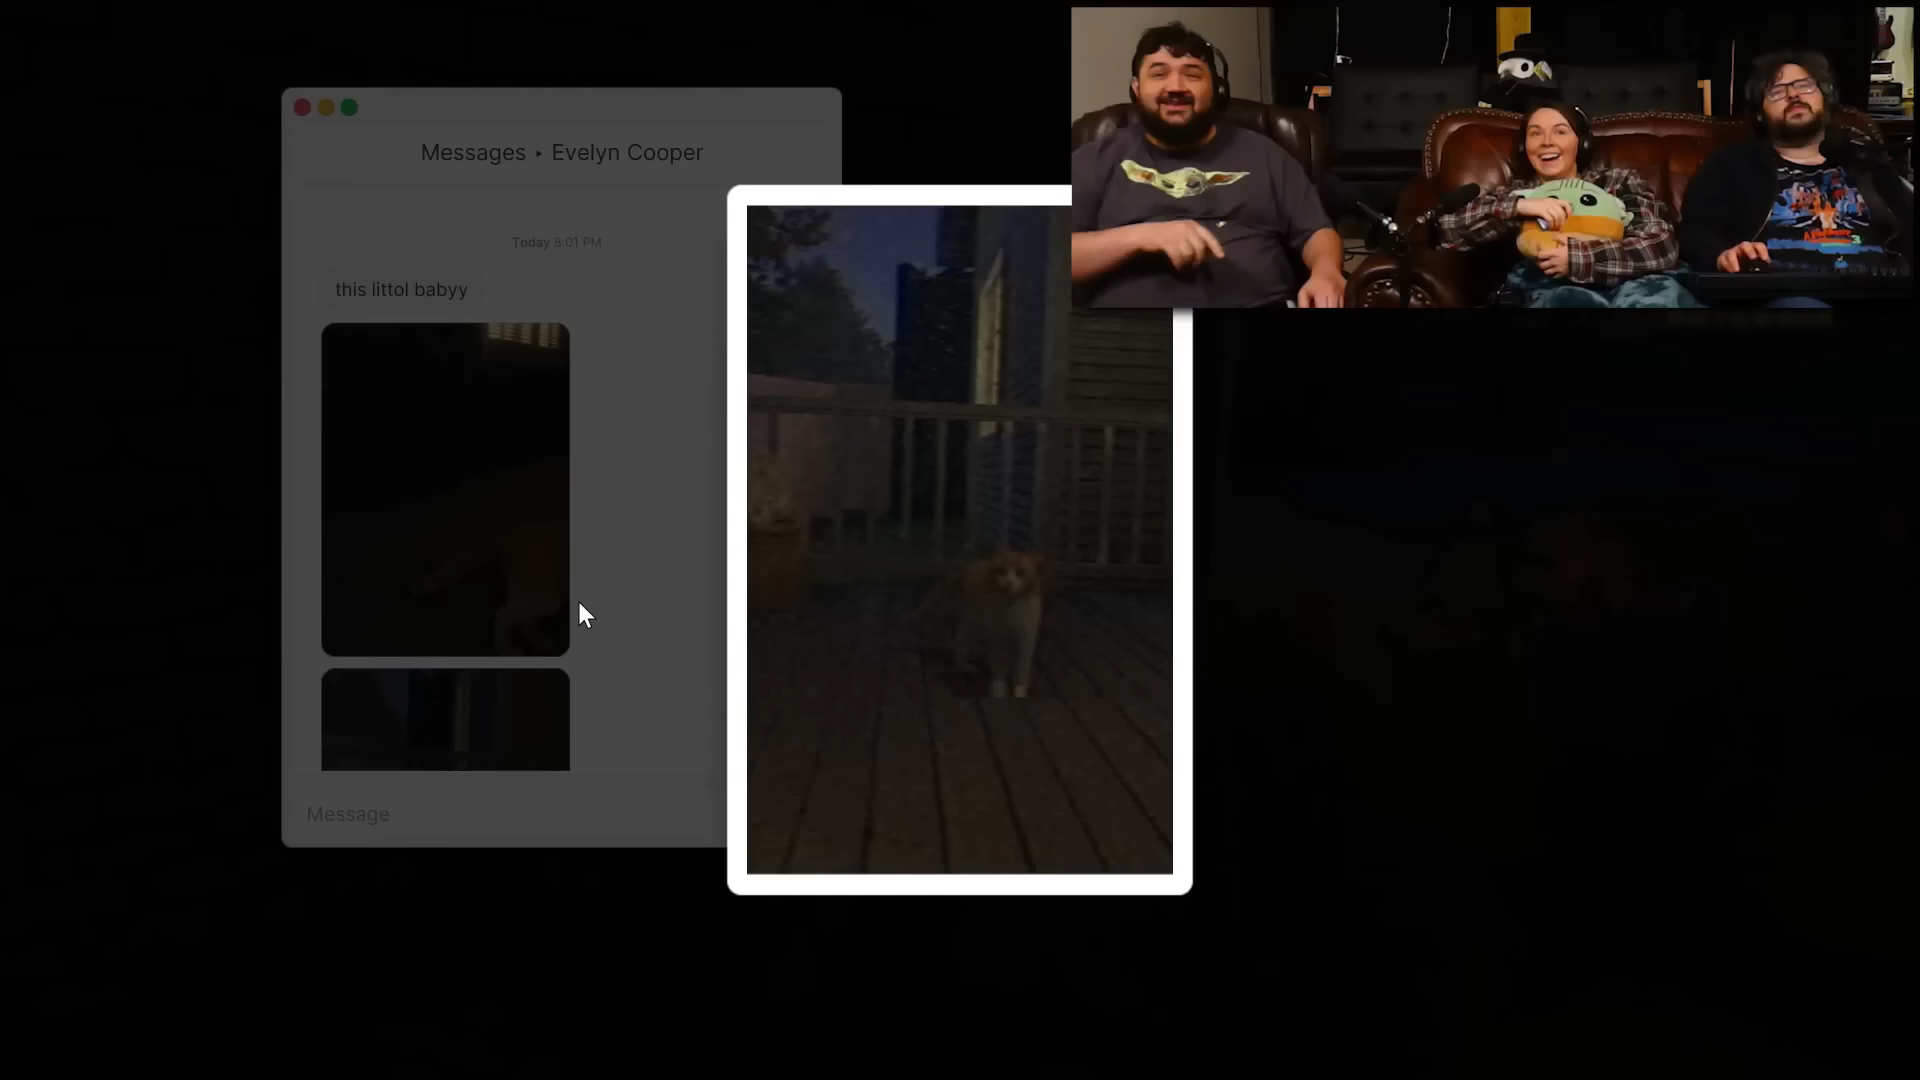 Messages ▸ Evelyn Cooper
Today 6:01 PM
this littol babyy
Message